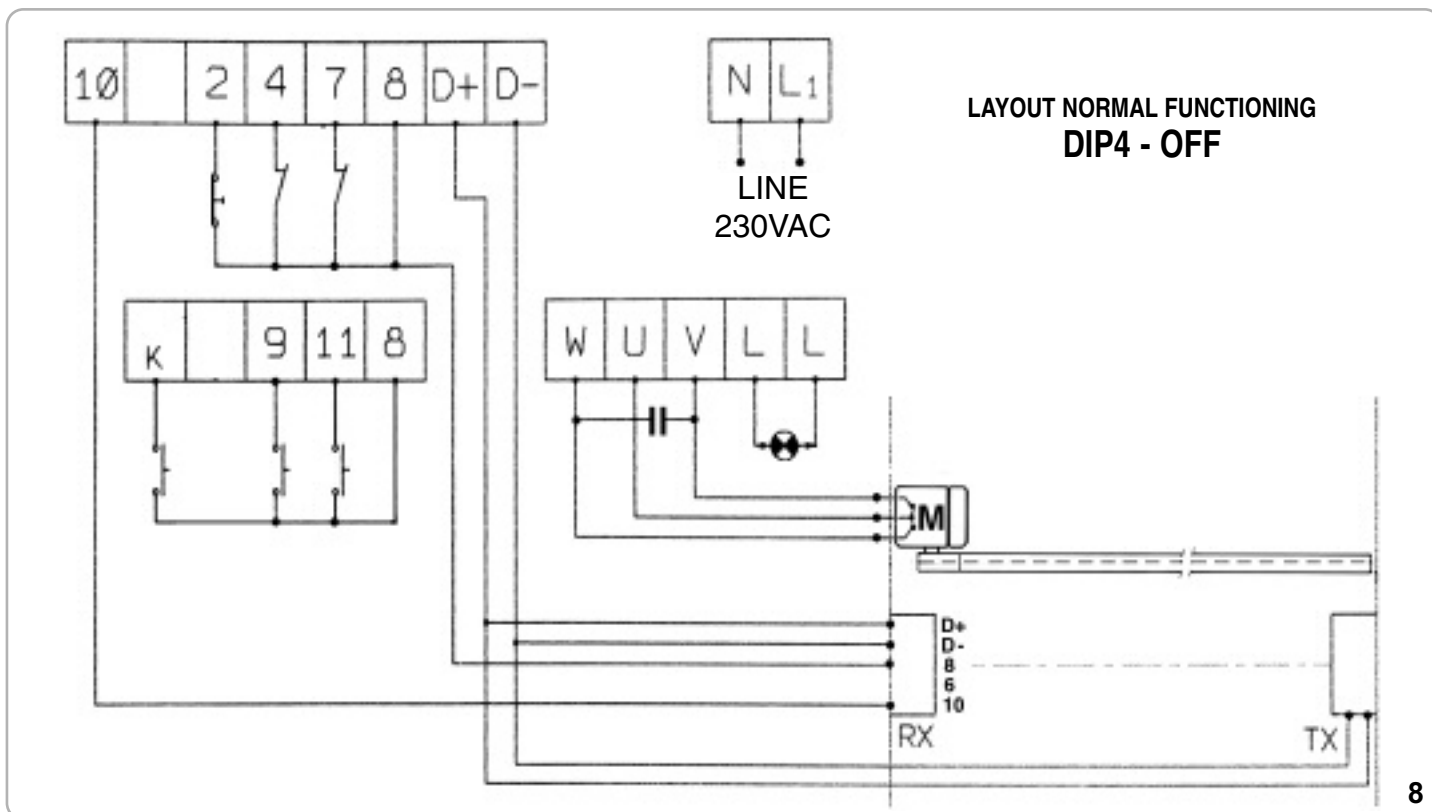 10 2 4 7 8 D+ D-
N L1
LAYOUT NORMAL FUNCTIONING
DIP4 - OFF
LINE
230VAC
K 9 11 8
W U V L L
M
D+
D-
8
6
10
RX
TX
8